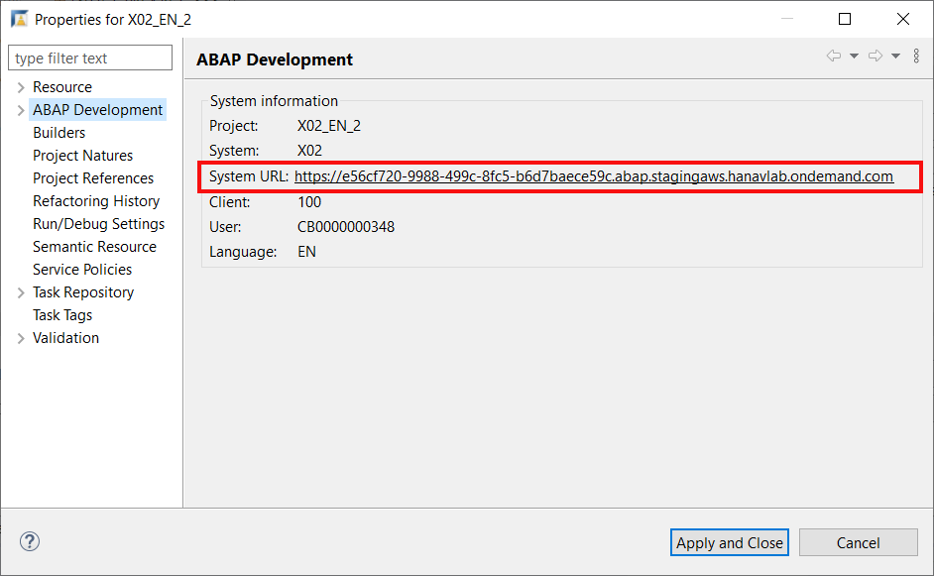 Properties for X02_EN_2
type filter text
Resource
ABAP Development
Builders
Project Natures
Project References
Refactoring History
Run/Debug Settings
Semantic Resource
Service Policies
Task Repository
Task Tags
Validation
ABAP Development
System information
Project: X02_EN_2
System: X02
System URL: https://e56cf720-9988-499c-8fc5-b6d7baece59c.abap.stagingaws.hanavlab.ondemand.com
Client: 100
User: CB0000000348
Language: EN
?
Apply and Close
Cancel